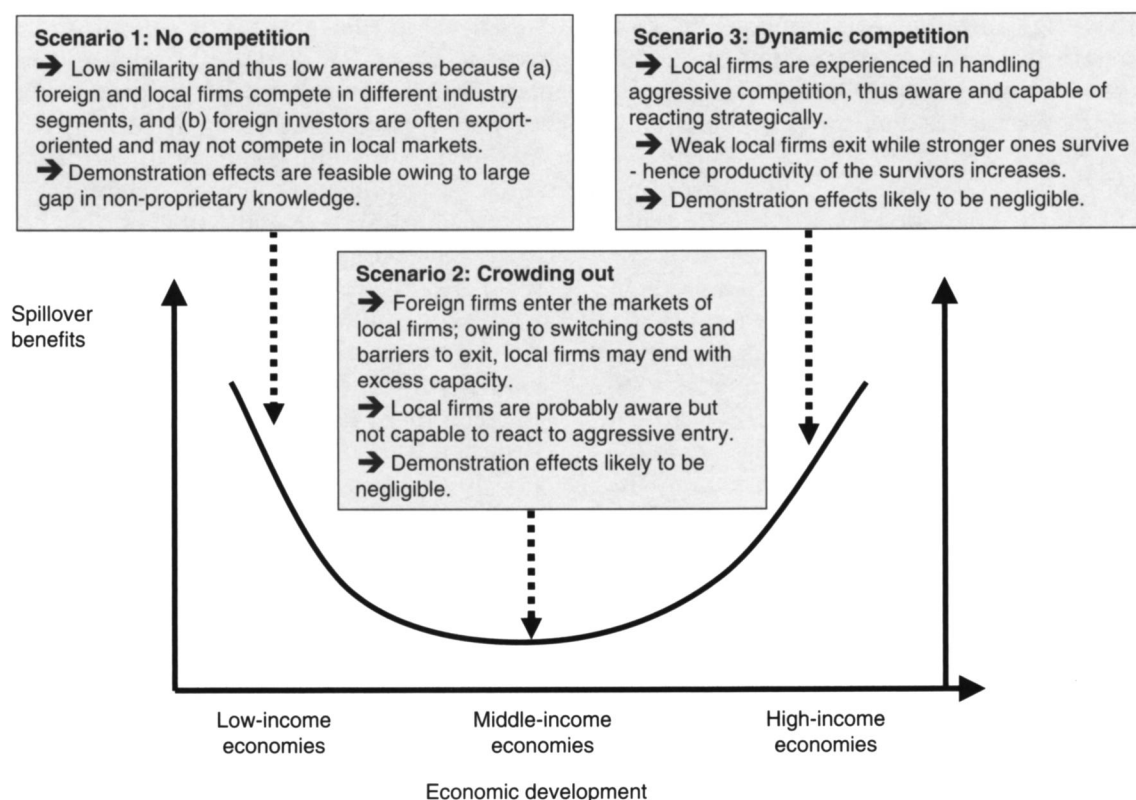 Scenario 1: No competition
➔ Low similarity and thus low awareness because (a)
foreign and local firms compete in different industry
segments, and (b) foreign investors are often export-
oriented and may not compete in local markets.
➔ Demonstration effects are feasible owing to large
gap in non-proprietary knowledge.
Scenario 3: Dynamic competition
➔ Local firms are experienced in handling
aggressive competition, thus aware and capable of
reacting strategically.
➔ Weak local firms exit while stronger ones survive
- hence productivity of the survivors increases.
➔ Demonstration effects likely to be negligible.
Scenario 2: Crowding out
➔ Foreign firms enter the markets of
local firms; owing to switching costs and
barriers to exit, local firms may end with
excess capacity.
➔ Local firms are probably aware but
not capable to react to aggressive entry.
➔ Demonstration effects likely to be
negligible.
Spillover
benefits
Low-income
economies
Middle-income
economies
High-income
economies
Economic development